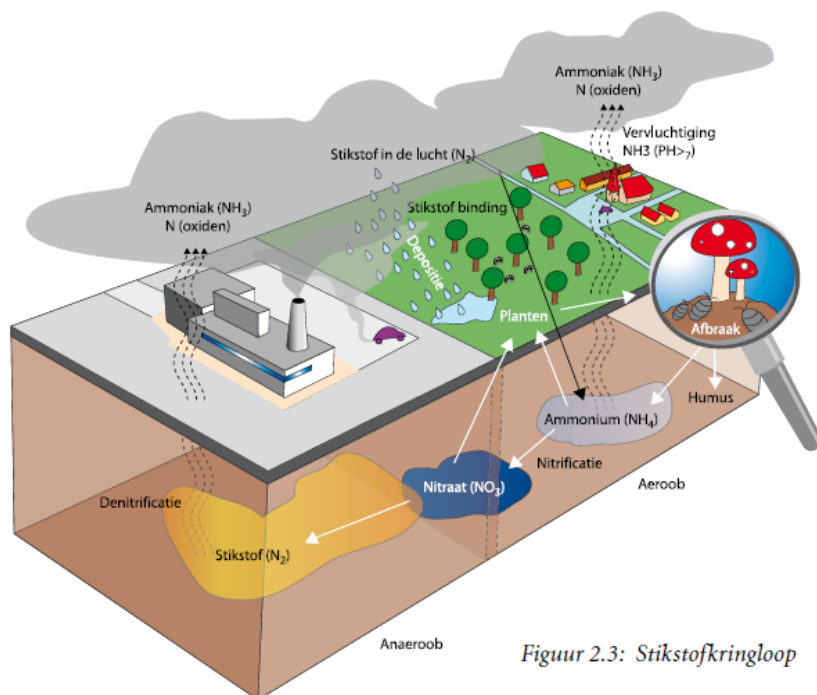 Ammoniak (NH₃)
N (oxiden)
Vervluchtiging
NH3 (PH>₇)
Stikstof in de lucht (N₂)
Ammoniak (NH₃)
N (oxiden)
Stikstof binding
Depositie
Planten
Afbraak
Humus
Ammonium (NH₄)
Nitrificatie
Aeroob
Nitraat (NO₃)
Denitrificatie
Stikstof (N₂)
Anaeroob
Figuur 2.3: Stikstofkringloop